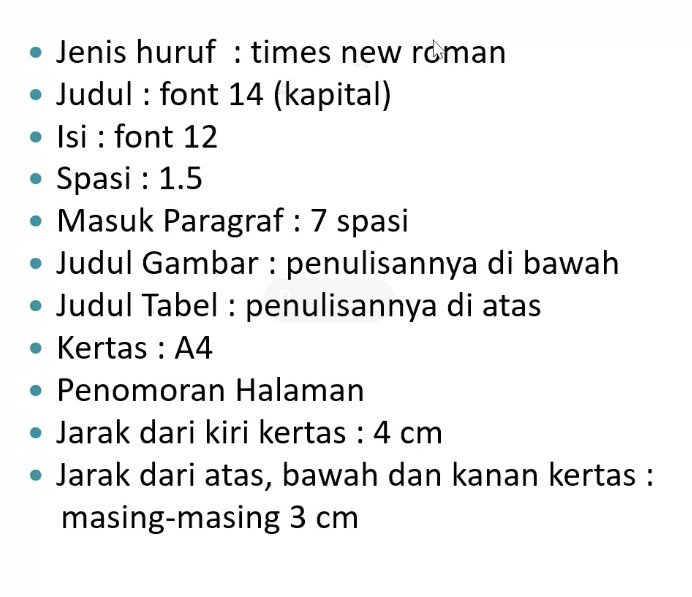 • Jenis huruf : times new roman
• Judul : font 14 (kapital)
• Isi : font 12
• Spasi : 1.5
• Masuk Paragraf : 7 spasi
• Judul Gambar : penulisannya di bawah
• Judul Tabel : penulisannya di atas
• Kertas : A4
• Penomoran Halaman
• Jarak dari kiri kertas : 4 cm
• Jarak dari atas, bawah dan kanan kertas :
masing-masing 3 cm